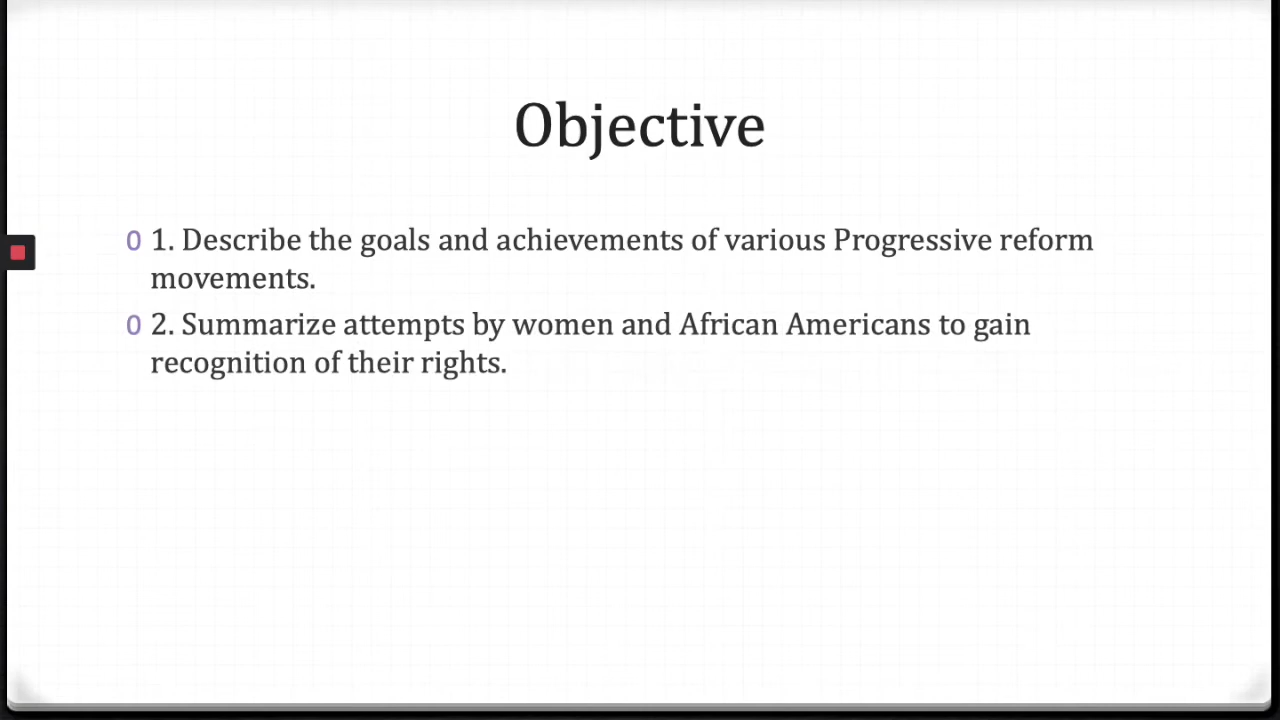 Objective
0 1. Describe the goals and achievements of various Progressive reform
movements.
0 2. Summarize attempts by women and African Americans to gain
recognition of their rights.